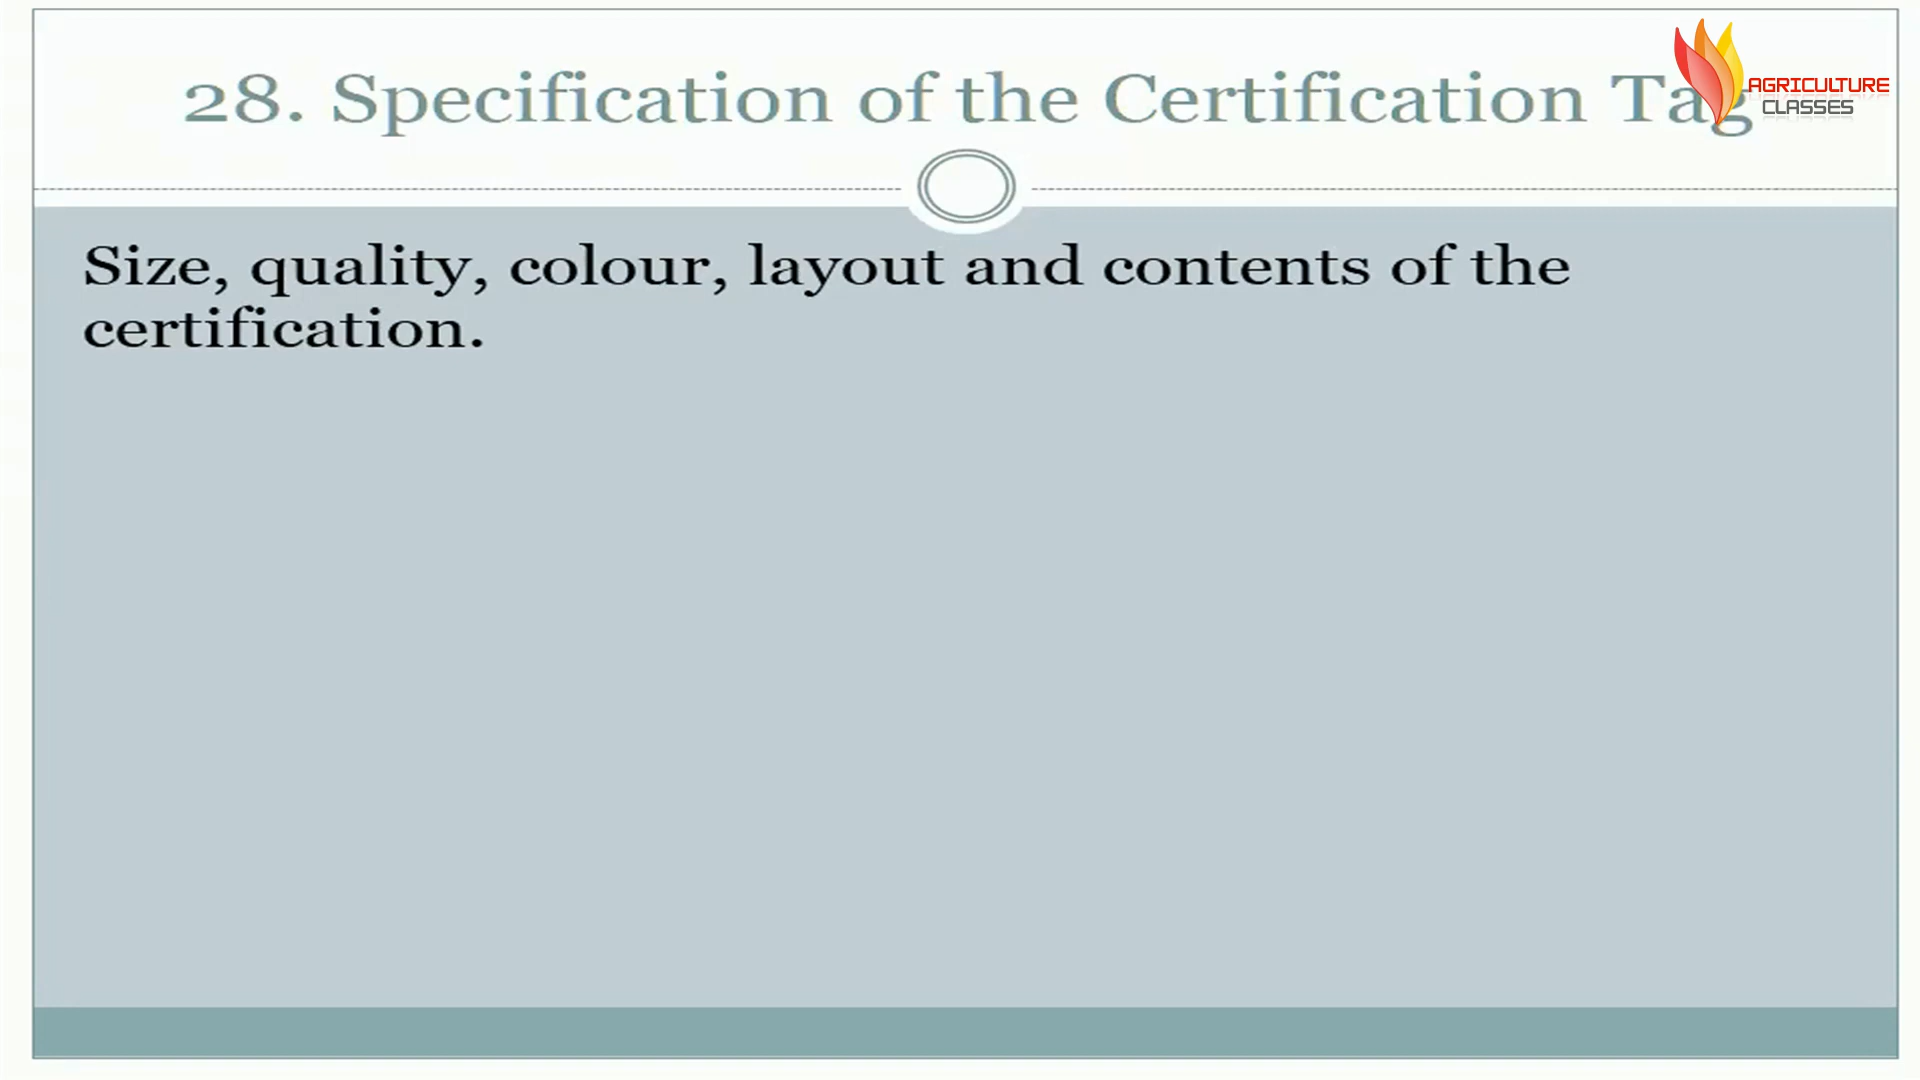 28. Specification of the Certification Tag
AGRICULTURE
CLASSES
Size, quality, colour, layout and contents of the
certification.